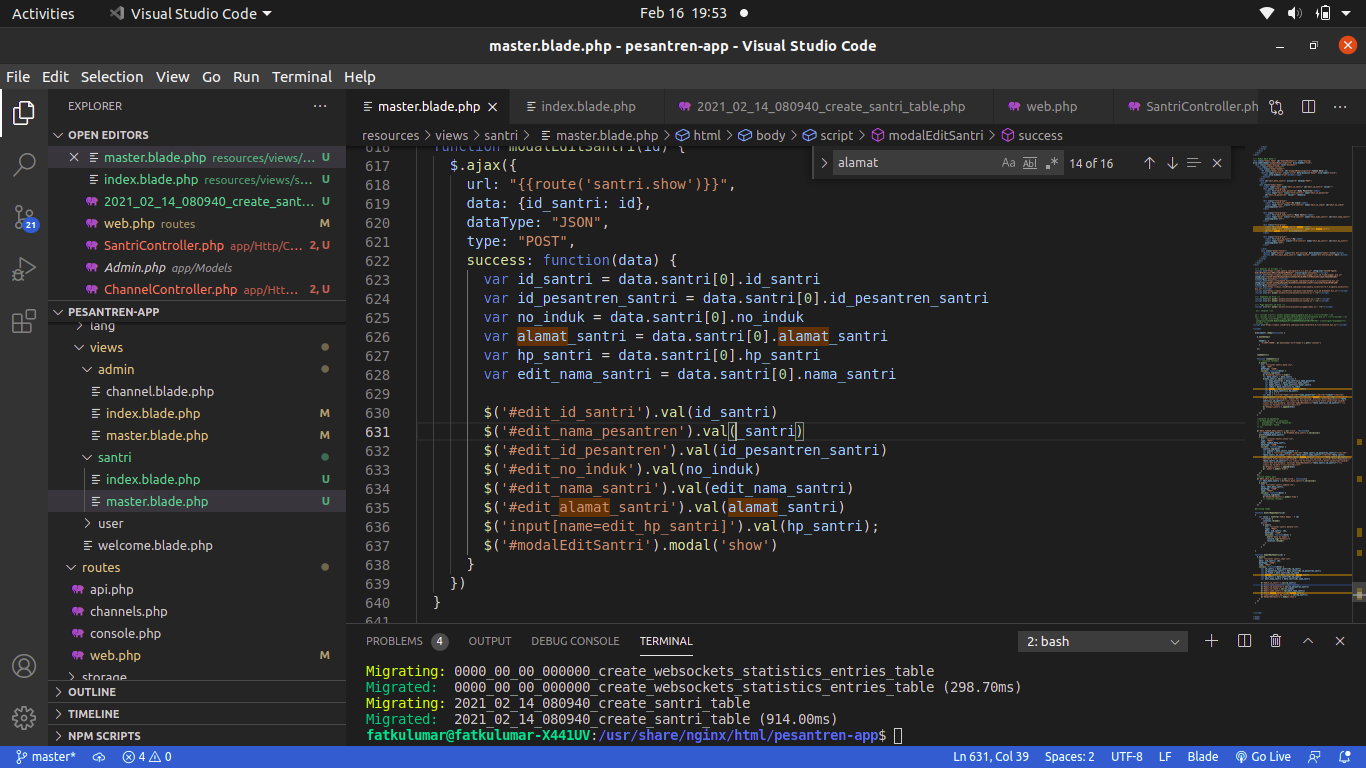 Activities Visual Studio Code Feb 16 19:53
master.blade.php - pesantren-app - Visual Studio Code
File Edit Selection View Go Run Terminal Help
EXPLORER
OPEN EDITORS
master.blade.php resources/views/... U
index.blade.php resources/views/s... U
2021_02_14_080940_create_sant... U
web.php routes M
SantriController.php app/Http/C... 2, U
Admin.php app/Models
ChannelController.php app/Htt... 2, U
PESANTREN-APP
lang
views
admin
channel.blade.php
index.blade.php M
master.blade.php M
santri
index.blade.php U
master.blade.php U
user
welcome.blade.php
routes
api.php
channels.php
console.php
web.php M
storage
OUTLINE
TIMELINE
NPM SCRIPTS
21
master.blade.php index.blade.php 2021_02_14_080940_create_santri_table.php web.php SantriController.ph
resources > views > santri > master.blade.php > html > body > script > modalEditSantri > success
alamat Aa Ab .* 14 of 16
616 function modalEditSantri(id) {
617 $.ajax({
618 url: "{{route('santri.show')}}",
619 data: {id_santri: id},
620 dataType: "JSON",
621 type: "POST",
622 success: function(data) {
623 var id_santri = data.santri[0].id_santri
624 var id_pesantren_santri = data.santri[0].id_pesantren_santri
625 var no_induk = data.santri[0].no_induk
626 var alamat_santri = data.santri[0].alamat_santri
627 var hp_santri = data.santri[0].hp_santri
628 var edit_nama_santri = data.santri[0].nama_santri
629
630 $('#edit_id_santri').val(id_santri)
631 $('#edit_nama_pesantren').val(_santri)
632 $('#edit_id_pesantren').val(id_pesantren_santri)
633 $('#edit_no_induk').val(no_induk)
634 $('#edit_nama_santri').val(edit_nama_santri)
635 $('#edit_alamat_santri').val(alamat_santri)
636 $('input[name=edit_hp_santri]').val(hp_santri);
637 $('#modalEditSantri').modal('show')
638 }
639 })
640 }
641
PROBLEMS 4 OUTPUT DEBUG CONSOLE TERMINAL 2: bash
Migrating: 0000_00_00_000000_create_websockets_statistics_entries_table
Migrated: 0000_00_00_000000_create_websockets_statistics_entries_table (298.70ms)
Migrating: 2021_02_14_080940_create_santri_table
Migrated: 2021_02_14_080940_create_santri_table (914.00ms)
fatkulumar@fatkulumar-X441UV:/usr/share/nginx/html/pesantren-app$
master* 4 0 Ln 631, Col 39 Spaces: 2 UTF-8 LF Blade Go Live